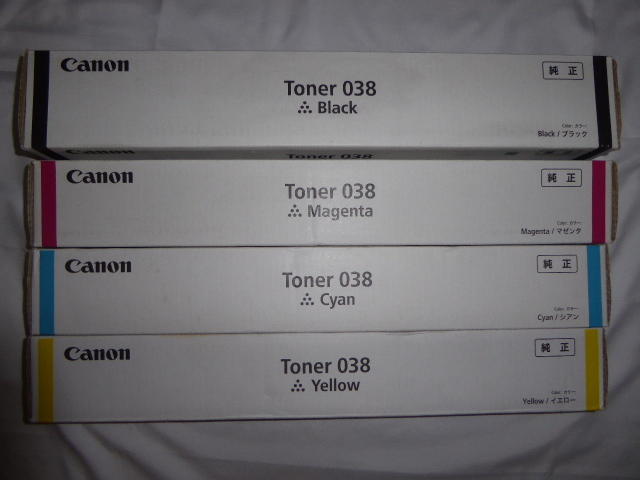 Canon
純正
Toner 038
Black
Color: カラー:
Black / ブラック
Canon
Toner 038
Canon
純正
Toner 038
Magenta
Color: カラー:
Magenta / マゼンタ
Canon
純正
Toner 038
Cyan
Color: カラー:
Cyan / シアン
Canon
純正
Toner 038
Yellow
Color: カラー:
Yellow / イエロー